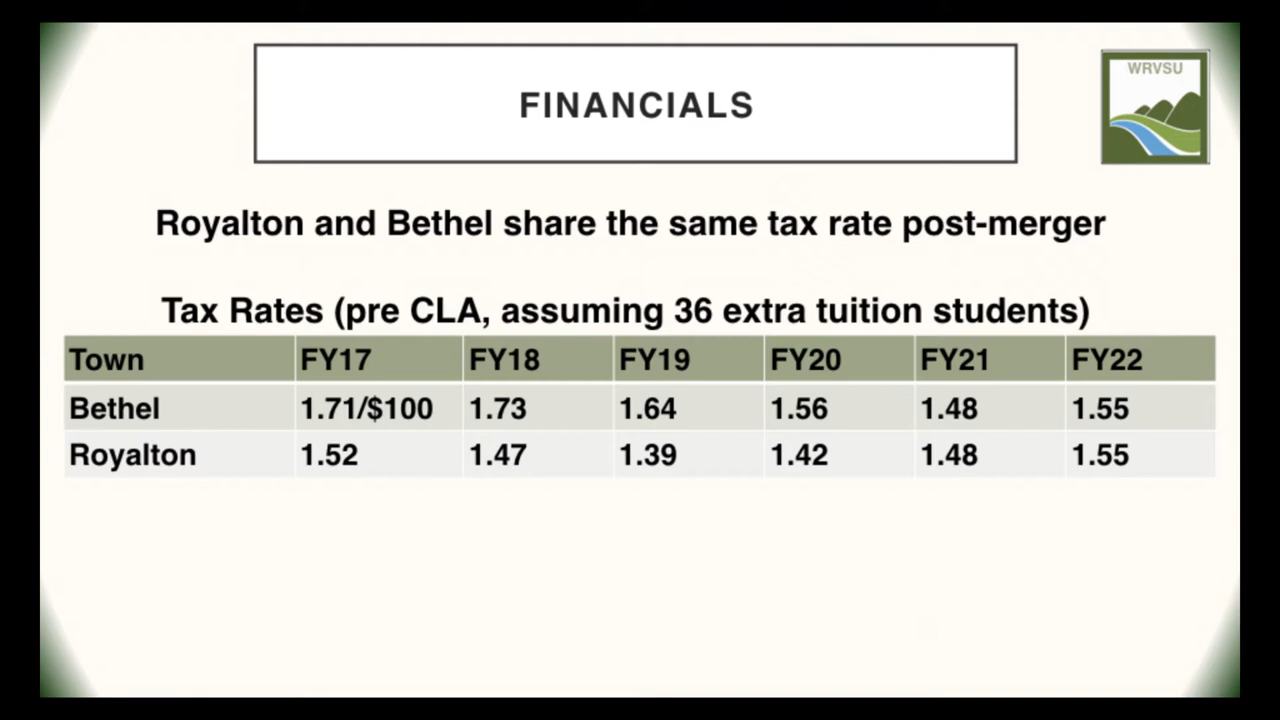 FINANCIALS
WRVSU
Royalton and Bethel share the same tax rate post-merger
Tax Rates (pre CLA, assuming 36 extra tuition students)
Town FY17 FY18 FY19 FY20 FY21 FY22
Bethel 1.71/$100 1.73 1.64 1.56 1.48 1.55
Royalton 1.52 1.47 1.39 1.42 1.48 1.55